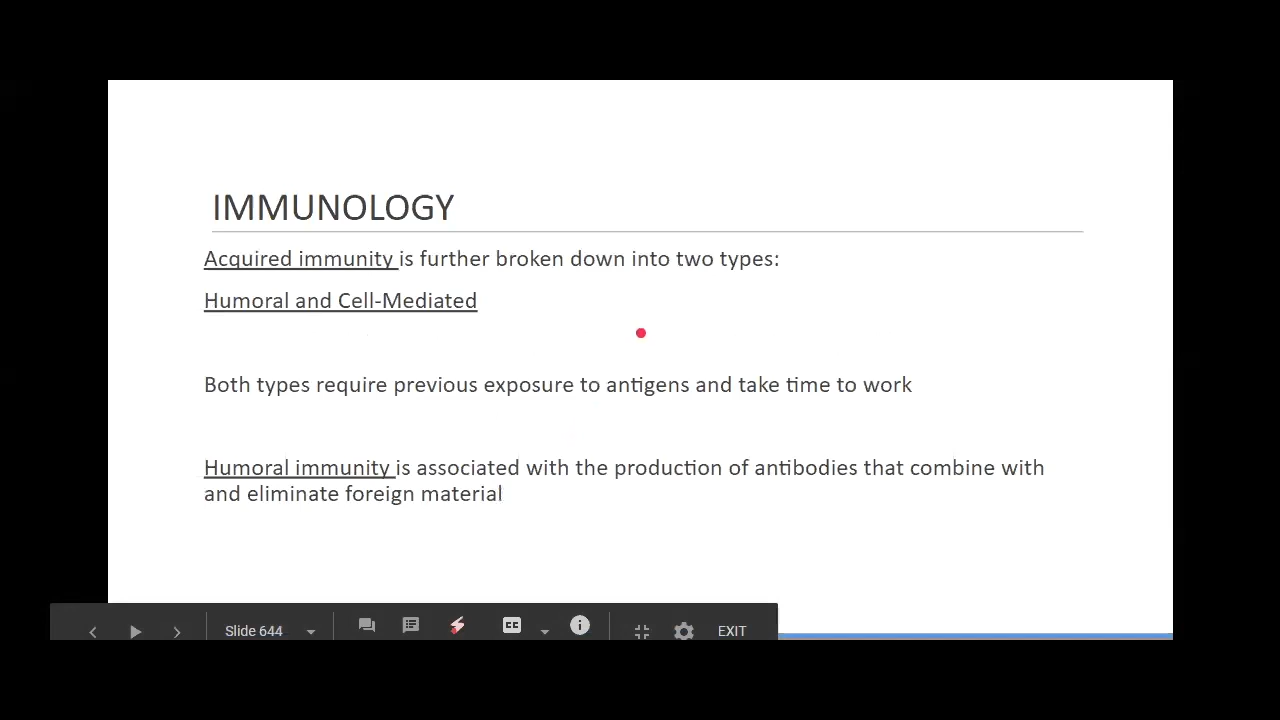 IMMUNOLOGY
Acquired immunity is further broken down into two types:
Humoral and Cell-Mediated
Both types require previous exposure to antigens and take time to work
Humoral immunity is associated with the production of antibodies that combine with
and eliminate foreign material
Slide 644
CC
EXIT